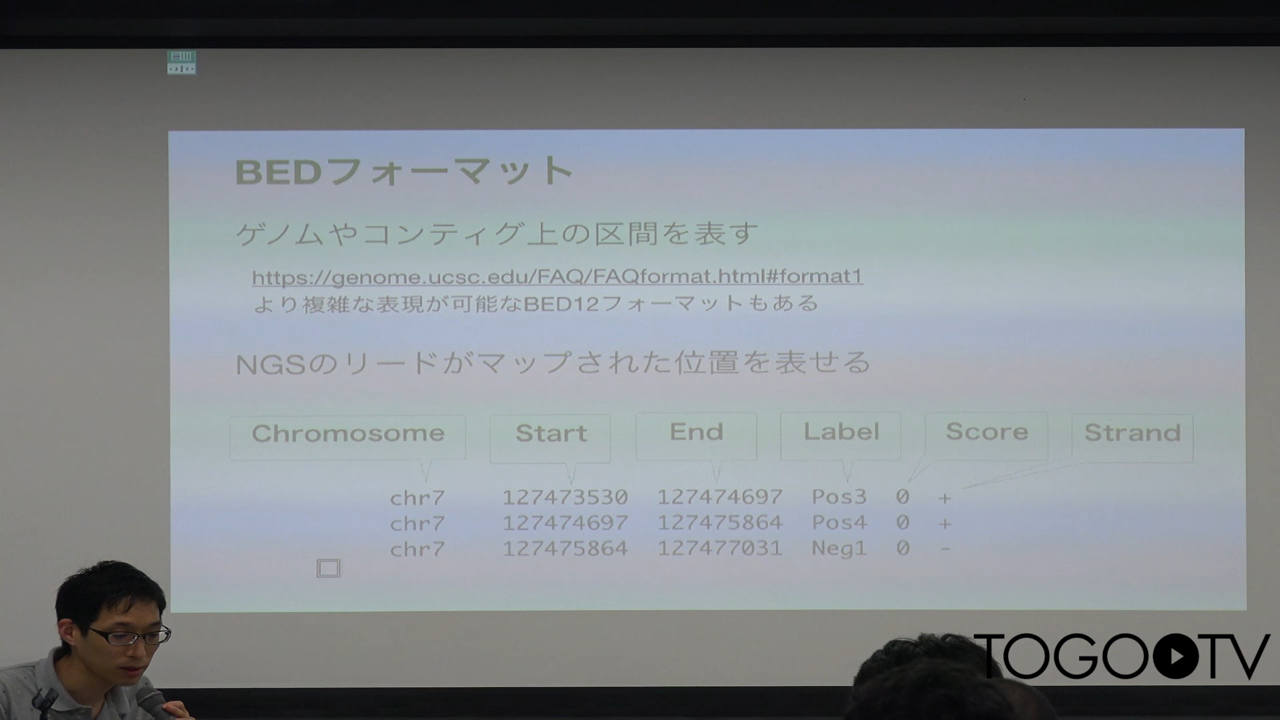 BEDフォーマット
ゲノムやコンティグ上の区間を表す
https://genome.ucsc.edu/FAQ/FAQformat.html#format1
より複雑な表現が可能なBED12フォーマットもある
NGSのリードがマップされた位置を表せる
Chromosome Start End Label Score Strand
chr7 127473530 127474697 Pos3 0 +
chr7 127474697 127475864 Pos4 0 +
chr7 127475864 127477031 Neg1 0 -
TOGOTV